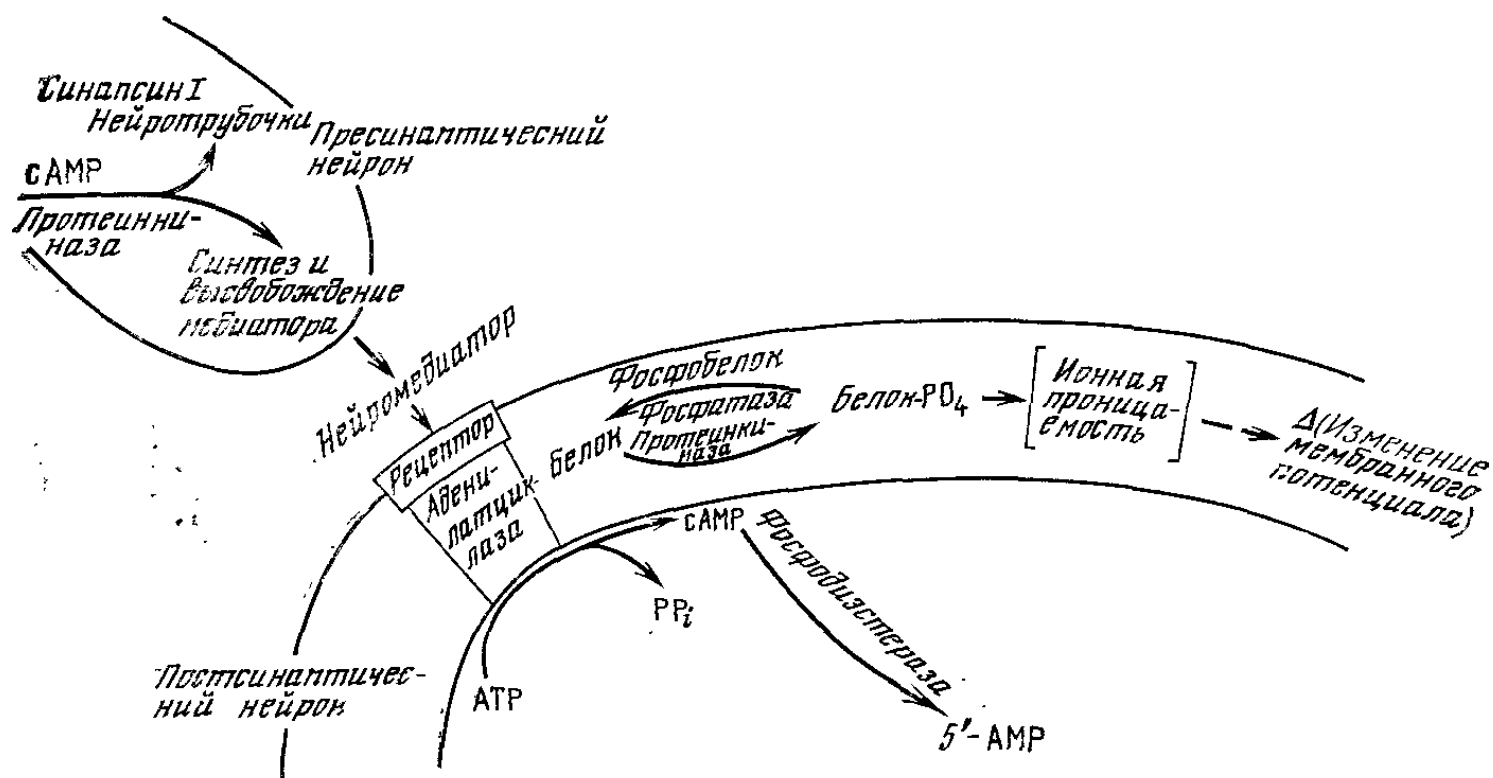 Синапсин I
Нейротрубочки
Пресинаптический
нейрон
cAMP
Протеинки-
наза
Синтез и
высвобождение
медиатора
Нейромедиатор
Рецептор
Адени-
латцик-
лаза
Белок
Фосфобелок
Фосфатаза
Протеинки-
наза
Белок-PO₄
Ионная
проница-
емость
Δ(Изменение
мембранного
потенциала)
cAMP
Фосфодиэстераза
PPi
ATP
5'-AMP
Постсинаптичес-
кий нейрон